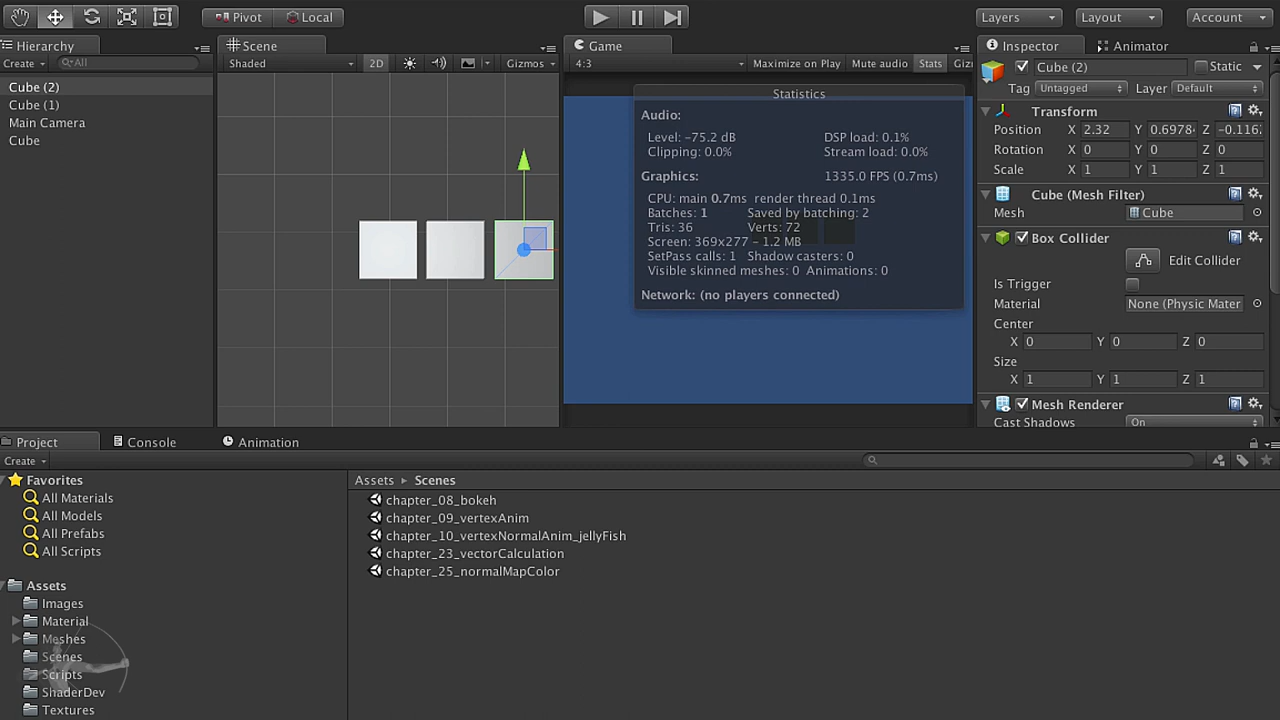 Pivot Local Layers Layout Account
Hierarchy Scene Game Inspector Animator
Create All Shaded 2D Gizmos 4:3 Maximize on Play Mute audio Stats Giz
Cube (2)
Cube (1)
Main Camera
Cube
Statistics
Audio:
Level: -75.2 dB DSP load: 0.1%
Clipping: 0.0% Stream load: 0.0%
Graphics: 1335.0 FPS (0.7ms)
CPU: main 0.7ms render thread 0.1ms
Batches: 1 Saved by batching: 2
Tris: 36 Verts: 72
Screen: 369x277 - 1.2 MB
SetPass calls: 1 Shadow casters: 0
Visible skinned meshes: 0 Animations: 0
Network: (no players connected)
Cube (2) Static
Tag Untagged Layer Default
Transform
Position X 2.32 Y 0.6978 Z -0.116
Rotation X 0 Y 0 Z 0
Scale X 1 Y 1 Z 1
Cube (Mesh Filter)
Mesh Cube
Box Collider
Edit Collider
Is Trigger
Material None (Physic Mater
Center
X 0 Y 0 Z 0
Size
X 1 Y 1 Z 1
Mesh Renderer
Cast Shadows On
Project Console Animation
Create
Favorites
All Materials
All Models
All Prefabs
All Scripts
Assets
Images
Material
Meshes
Scenes
Scripts
ShaderDev
Textures
Assets Scenes
chapter_08_bokeh
chapter_09_vertexAnim
chapter_10_vertexNormalAnim_jellyFish
chapter_23_vectorCalculation
chapter_25_normalMapColor